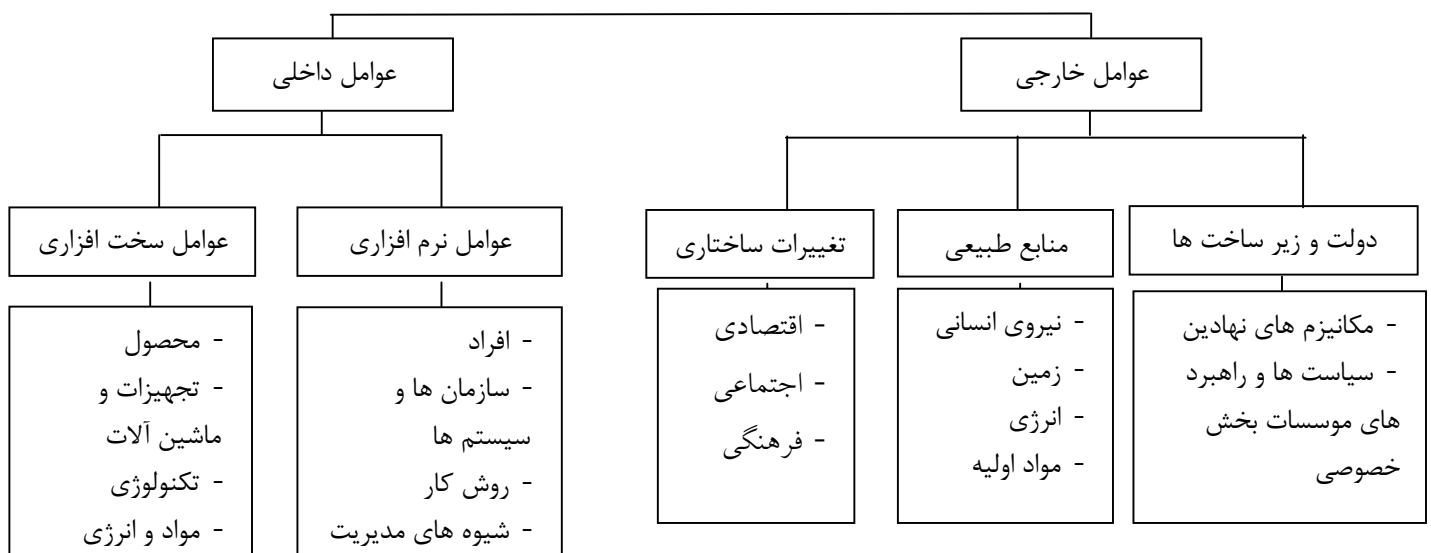 عوامل خارجی
عوامل داخلی
دولت و زیر ساخت ها
منابع طبیعی
تغییرات ساختاری
عوامل نرم افزاری
عوامل سخت افزاری
- مکانیزم های نهادین
- سیاست ها و راهبرد
های موسسات بخش
خصوصی
- نیروی انسانی
- زمین
- انرژی
- مواد اولیه
- اقتصادی
- اجتماعی
- فرهنگی
- افراد
- سازمان ها و
سیستم ها
- روش کار
- شیوه های مدیریت
- محصول
- تجهیزات و
ماشین آلات
- تکنولوژی
- مواد و انرژی